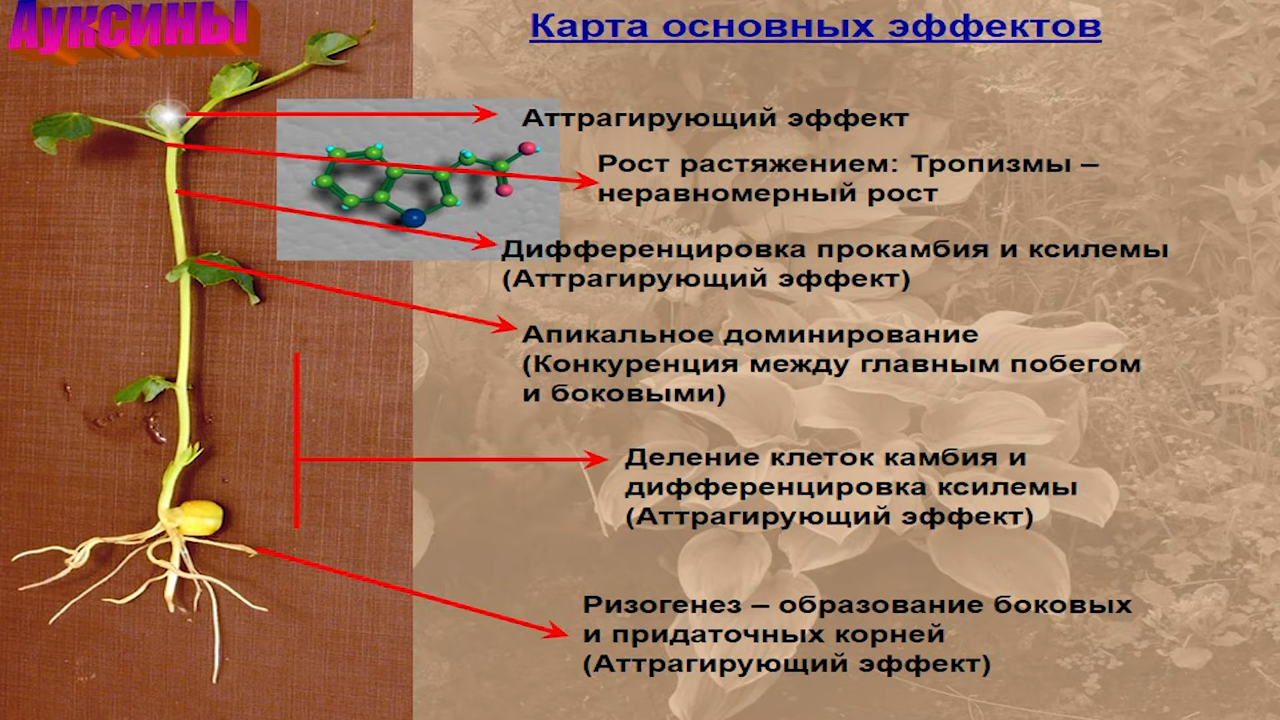 Ауксины
Карта основных эффектов
Аттрагирующий эффект
Рост растяжением: Тропизмы –
неравномерный рост
Дифференцировка прокамбия и ксилемы
(Аттрагирующий эффект)
Апикальное доминирование
(Конкуренция между главным побегом
и боковыми)
Деление клеток камбия и
дифференцировка ксилемы
(Аттрагирующий эффект)
Ризогенез – образование боковых
и придаточных корней
(Аттрагирующий эффект)